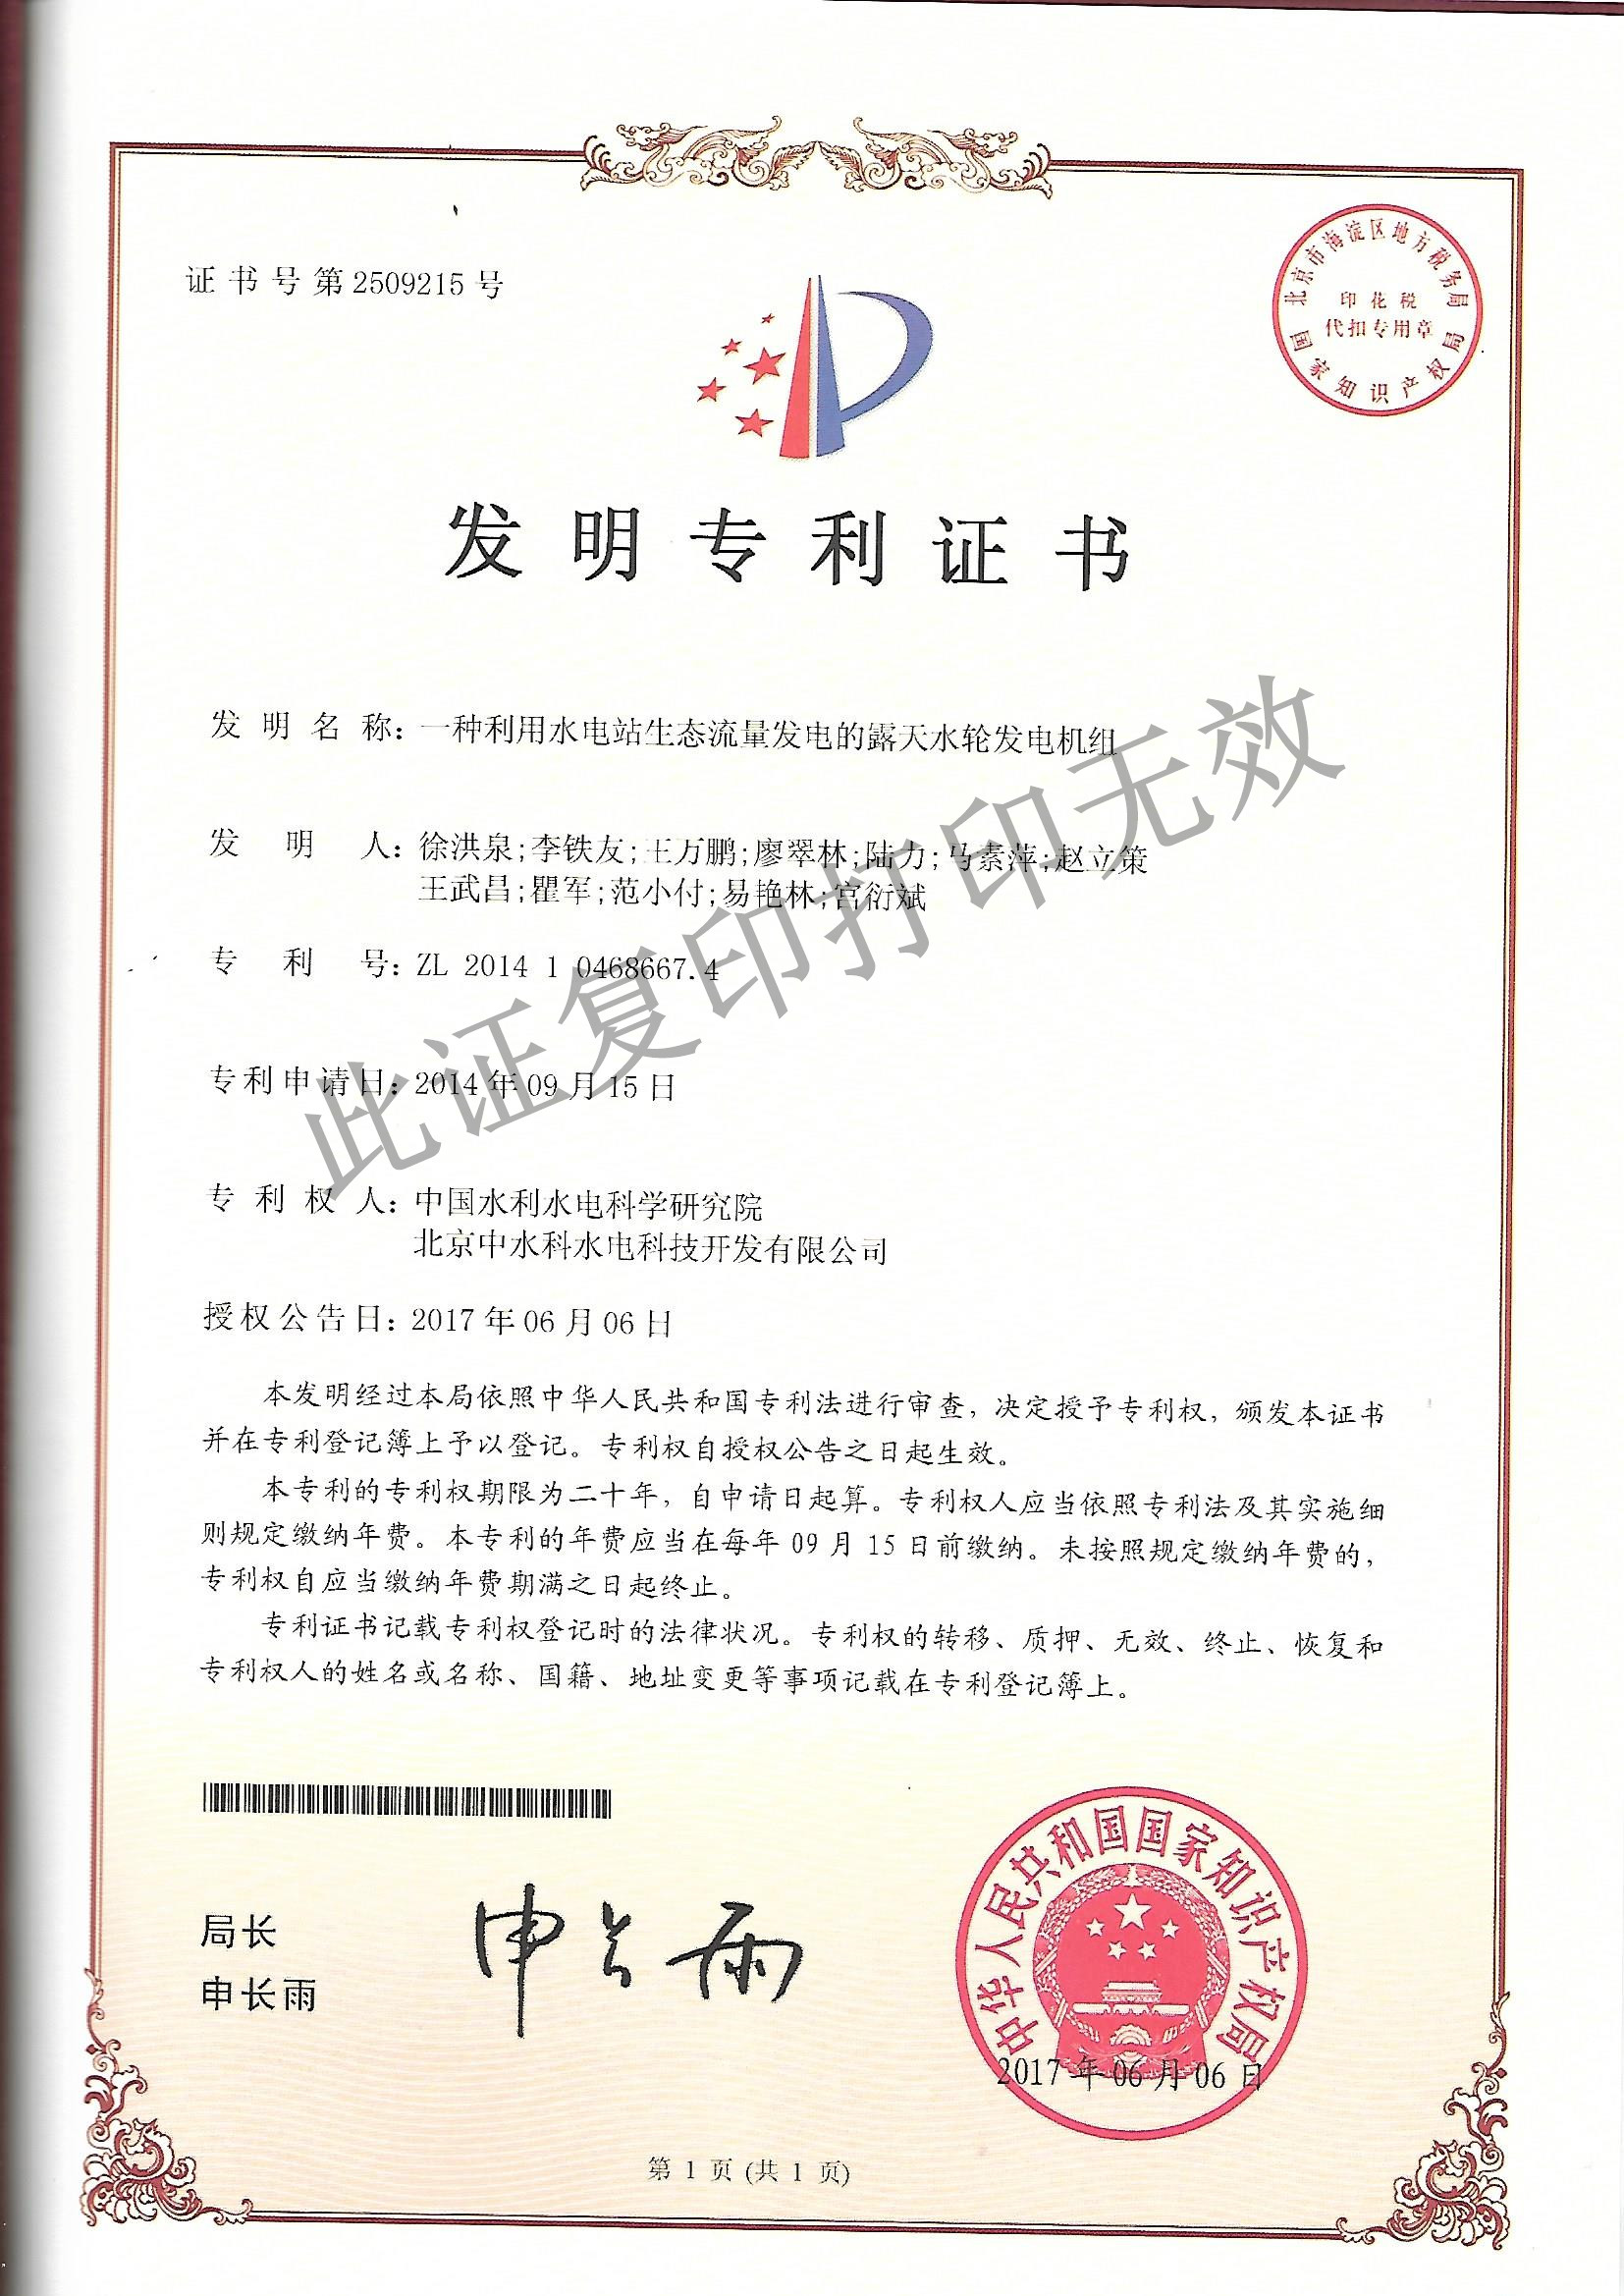 证书号第2509215号
北京市海淀区地方税务局
印花税
代扣专用章
国家知识产权局
发明专利证书
发明名称：一种利用水电站生态流量发电的露天水轮发电机组
发明人：徐洪泉;李铁友;王万鹏;廖翠林;陆力;马素萍;赵立策
王武昌;瞿军;范小付;易艳林;宫衍斌
专利号：ZL 2014 1 0468667.4
专利申请日：2014年09月15日
专利权人：中国水利水电科学研究院
北京中水科水电科技开发有限公司
授权公告日：2017年06月06日
此证复印打印无效
本发明经过本局依照中华人民共和国专利法进行审查，决定授予专利权，颁发本证书
并在专利登记簿上予以登记。专利权自授权公告之日起生效。
本专利的专利权期限为二十年，自申请日起算。专利权人应当依照专利法及其实施细
则规定缴纳年费。本专利的年费应当在每年09月15日前缴纳。未按照规定缴纳年费的，
专利权自应当缴纳年费期满之日起终止。
专利证书记载专利权登记时的法律状况。专利权的转移、质押、无效、终止、恢复和
专利权人的姓名或名称、国籍、地址变更等事项记载在专利登记簿上。
局长
申长雨
申长雨
中华人民共和国国家知识产权局
2017年06月06日
第1页(共1页)